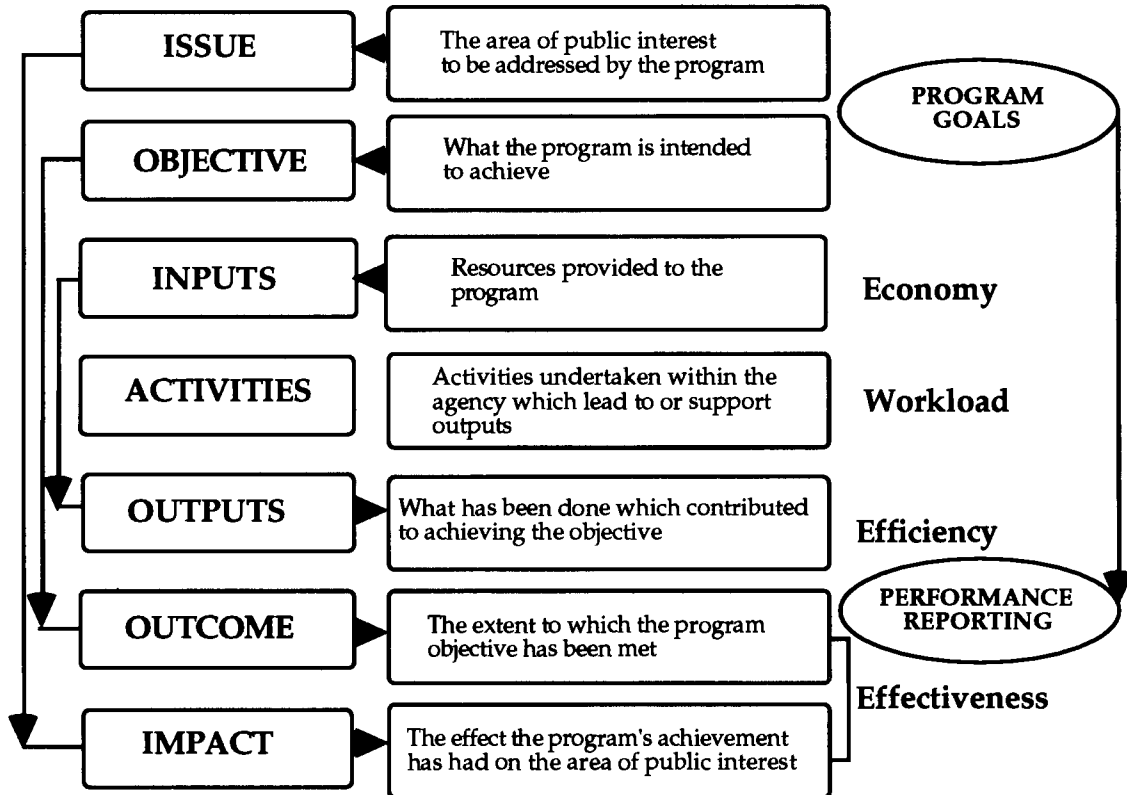 ISSUE
The area of public interest
to be addressed by the program
PROGRAM
GOALS
OBJECTIVE
What the program is intended
to achieve
INPUTS
Resources provided to the
program
Economy
ACTIVITIES
Activities undertaken within the
agency which lead to or support
outputs
Workload
OUTPUTS
What has been done which contributed
to achieving the objective
Efficiency
OUTCOME
The extent to which the program
objective has been met
PERFORMANCE
REPORTING
Effectiveness
IMPACT
The effect the program's achievement
has had on the area of public interest